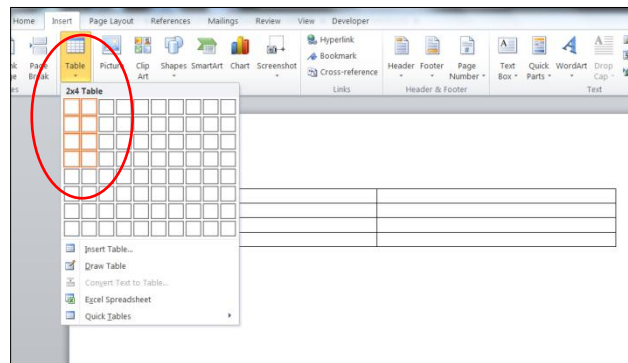 Home Insert Page Layout References Mailings Review View Developer
Page Break
Table
Picture
Clip Art
Shapes
SmartArt
Chart
Screenshot
Hyperlink
Bookmark
Cross-reference
Links
Header
Footer
Page Number
Header & Footer
Text Box
Quick Parts
WordArt
Drop Cap
Text
2x4 Table
Insert Table...
Draw Table
Convert Text to Table...
Excel Spreadsheet
Quick Tables